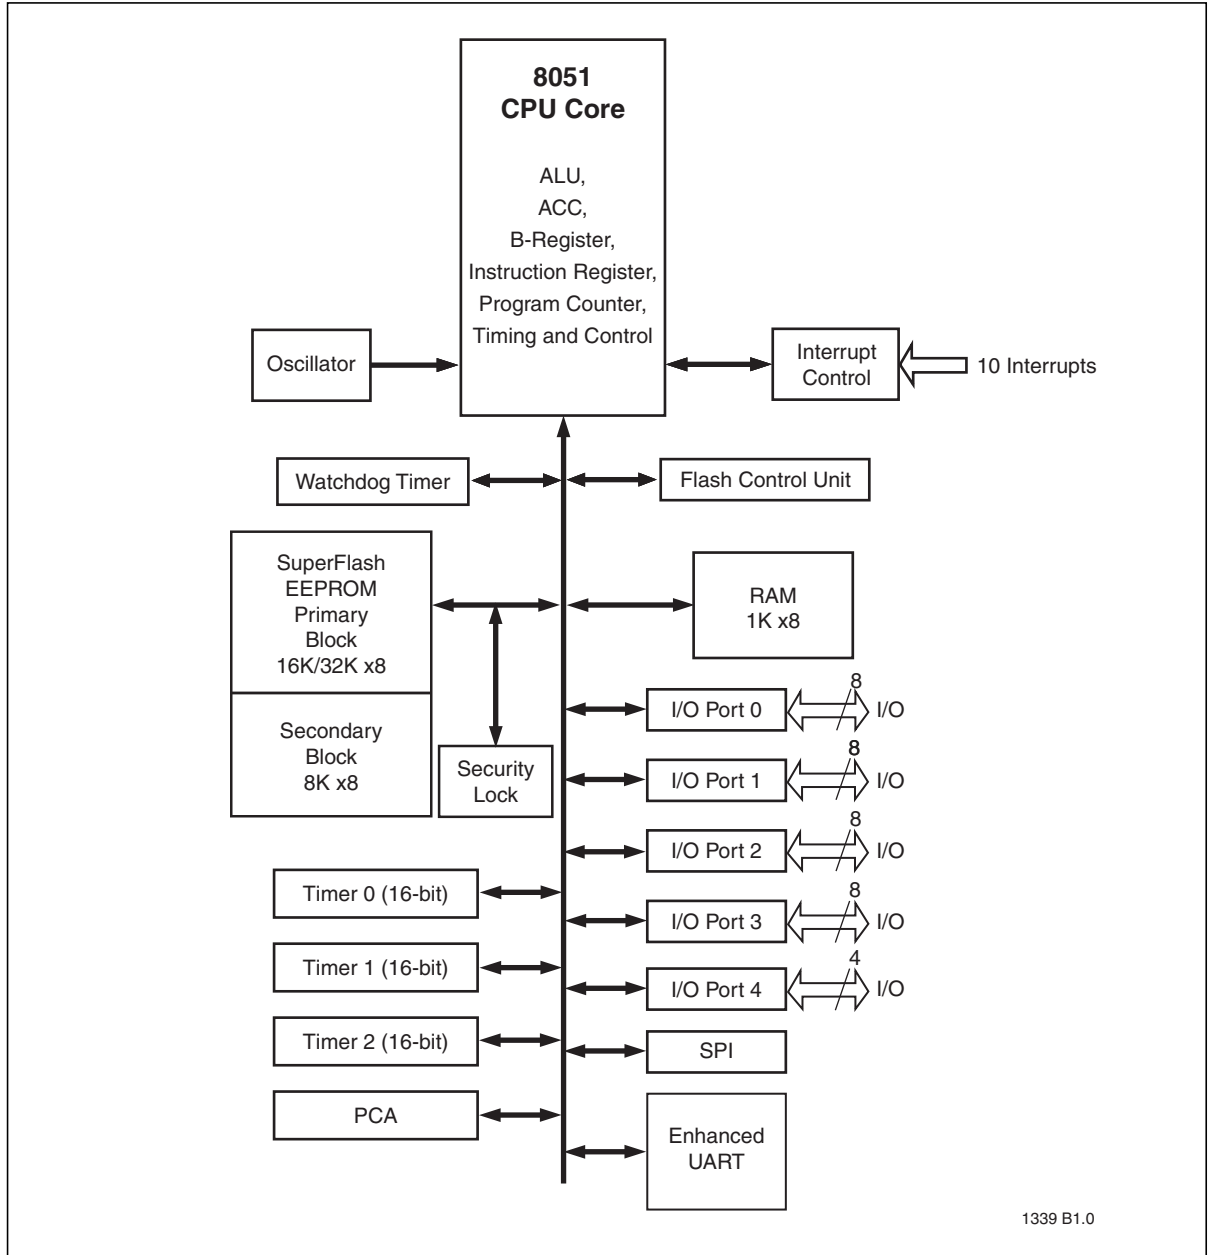 8051
CPU Core
ALU,
ACC,
B-Register,
Instruction Register,
Program Counter,
Timing and Control
Oscillator
Interrupt
Control
10 Interrupts
Watchdog Timer
Flash Control Unit
SuperFlash
EEPROM
Primary
Block
16K/32K x8
RAM
1K x8
Secondary
Block
8K x8
Security
Lock
8
I/O Port 0
I/O
8
I/O Port 1
I/O
8
I/O Port 2
I/O
8
I/O Port 3
I/O
4
I/O Port 4
I/O
Timer 0 (16-bit)
Timer 1 (16-bit)
Timer 2 (16-bit)
SPI
PCA
Enhanced
UART
1339 B1.0